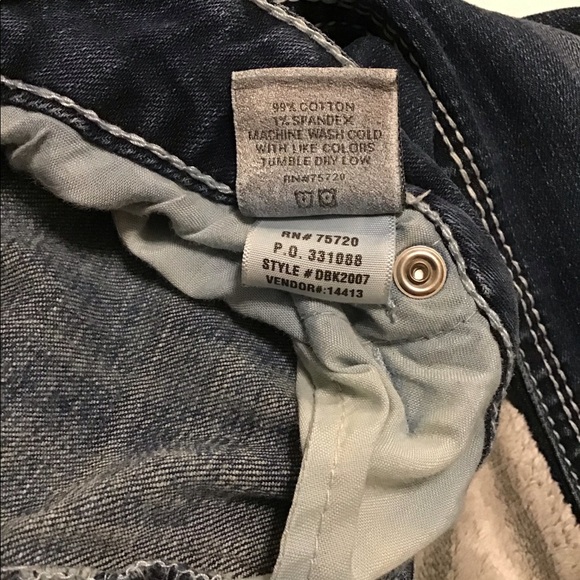 99% COTTON
1% SPANDEX
MACHINE WASH COLD
WITH LIKE COLORS
TUMBLE DRY LOW
RN#75720
RN# 75720
P.O. 331088
STYLE # DBK2007
VENDOR#:14413